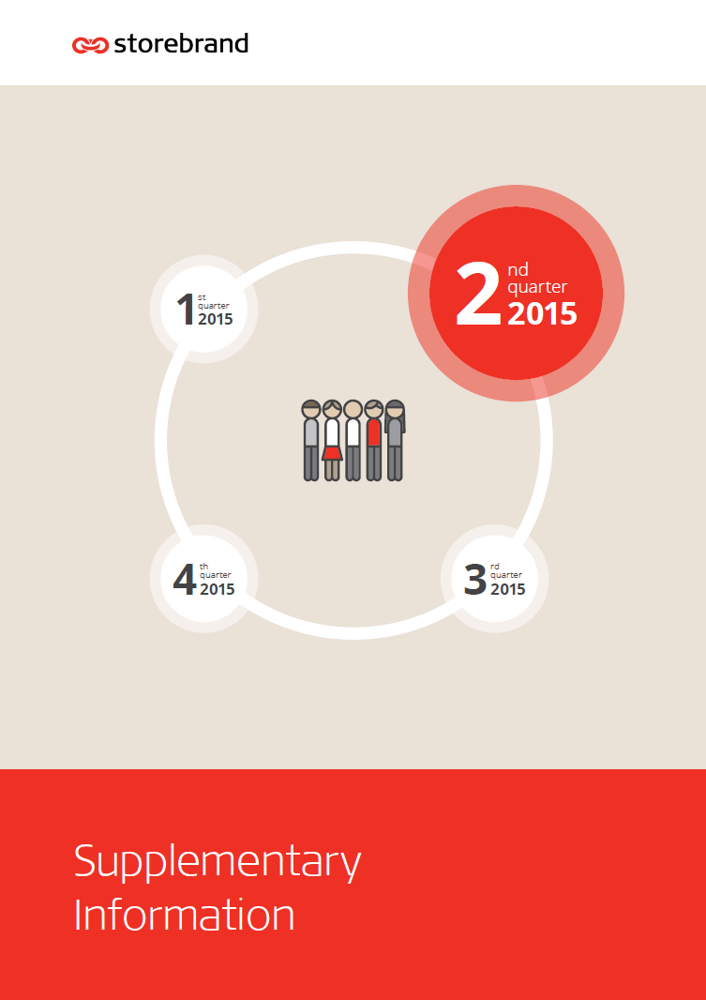 storebrand
1 st
quarter
2015
2 nd
quarter
2015
4 th
quarter
2015
3 rd
quarter
2015
Supplementary
Information